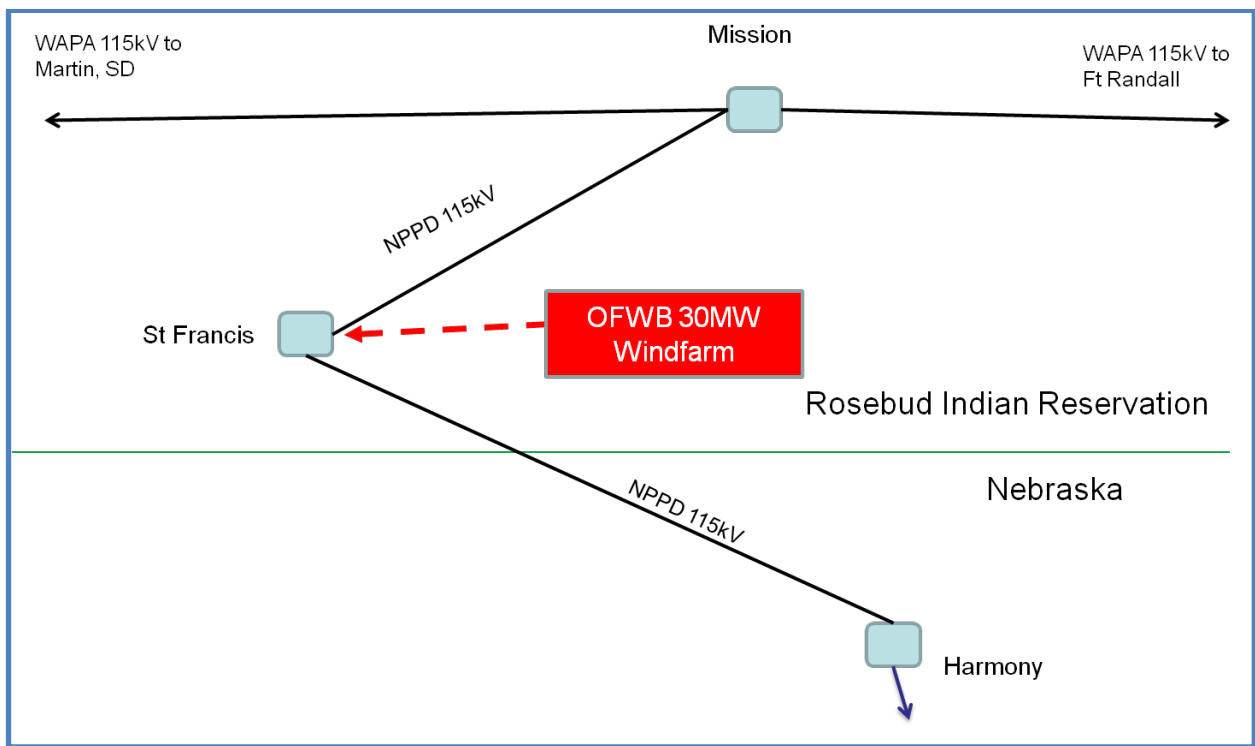 Mission
WAPA 115kV to
Martin, SD
WAPA 115kV to
Ft Randall
NPPD 115kV
St Francis
OFWB 30MW
Windfarm
Rosebud Indian Reservation
Nebraska
NPPD 115kV
Harmony